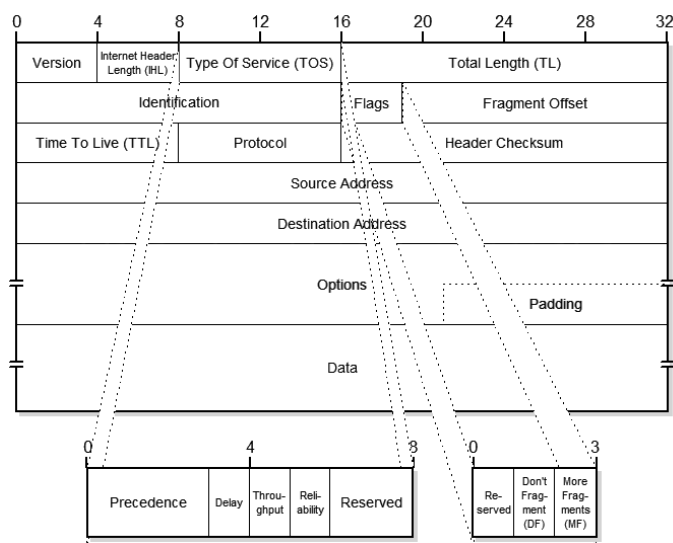 0 4 8 12 16 20 24 28 32
Version Internet Header Length (IHL) Type Of Service (TOS) Total Length (TL)
Identification Flags Fragment Offset
Time To Live (TTL) Protocol Header Checksum
Source Address
Destination Address
Options
Padding
Data
0 4 8
Precedence Delay Throu-ghput Reli-ability Reserved
0 3
Re-served Don't Fragment (DF) More Frag-ments (MF)